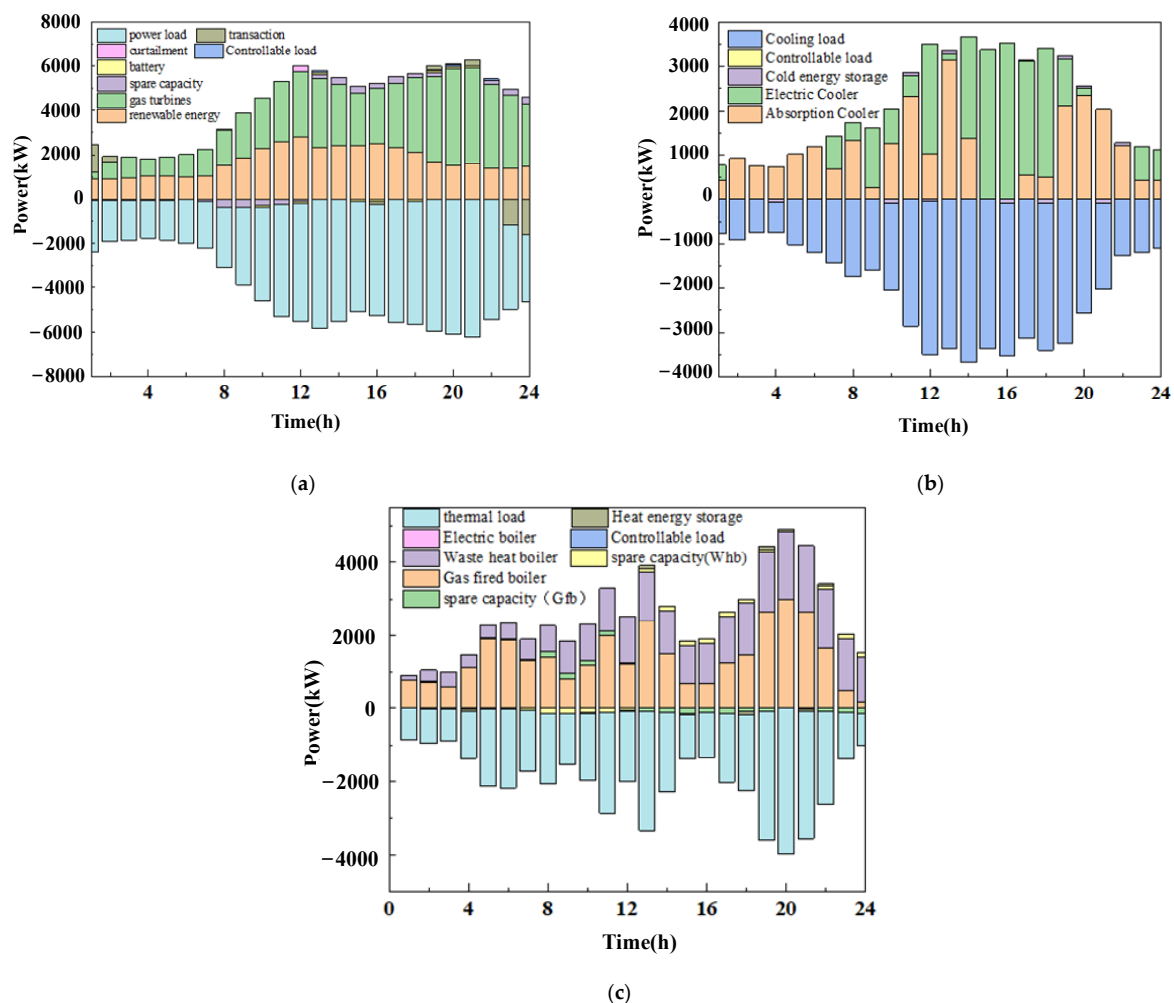 8000
6000
4000
2000
0
−2000
−4000
−6000
−8000
Power(kW)
power load
transaction
curtailment
Controllable load
battery
spare capacity
gas turbines
renewable energy
4 8 12 16 20 24
Time(h)
(a)
4000
3000
2000
1000
0
−1000
−2000
−3000
−4000
Power(kW)
Cooling load
Controllable load
Cold energy storage
Electric Cooler
Absorption Cooler
4 8 12 16 20 24
Time(h)
(b)
4000
2000
0
−2000
−4000
Power(kW)
thermal load
Heat energy storage
Electric boiler
Controllable load
Waste heat boiler
spare capacity(Whb)
Gas fired boiler
spare capacity（Gfb）
0 4 8 12 16 20 24
Time(h)
(c)